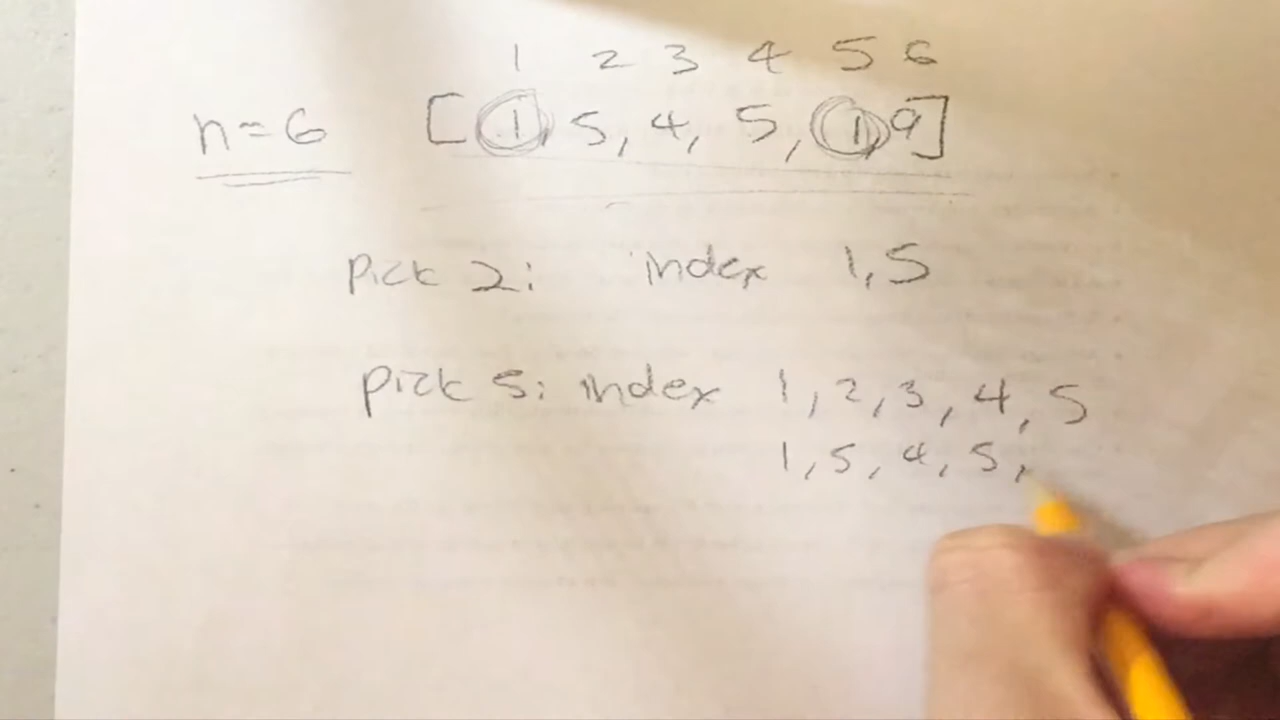 1 2 3 4 5 6
n=6 [1, 5, 4, 5, 1, 9]
pick 2: index 1,5
pick 5: index 1, 2, 3, 4, 5
1, 5, 4, 5,